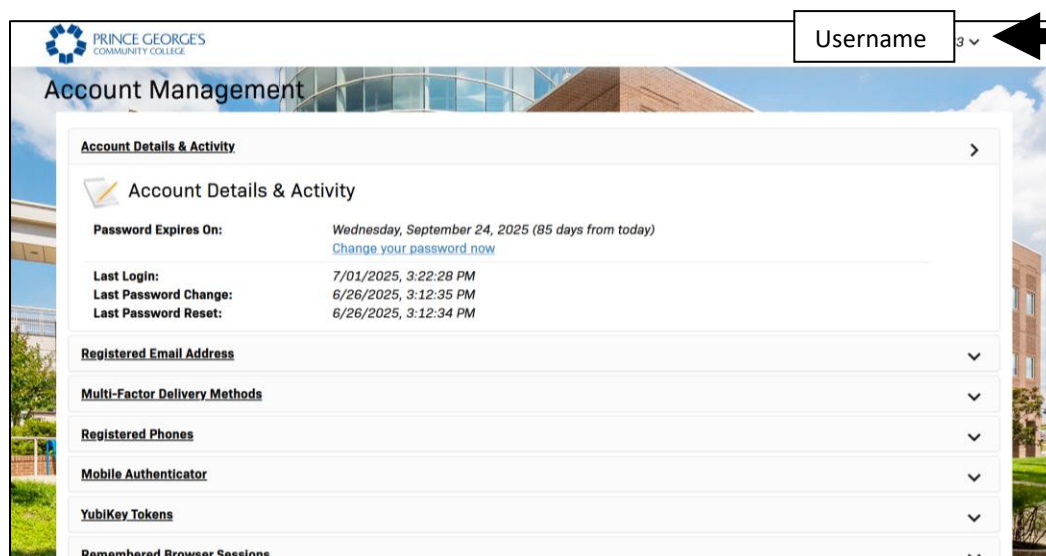 PRINCE GEORGE'S
COMMUNITY COLLEGE
Username
3
Account Management
Account Details & Activity
Account Details & Activity
Password Expires On: Wednesday, September 24, 2025 (85 days from today)
Change your password now
Last Login: 7/01/2025, 3:22:28 PM
Last Password Change: 6/26/2025, 3:12:35 PM
Last Password Reset: 6/26/2025, 3:12:34 PM
Registered Email Address
Multi-Factor Delivery Methods
Registered Phones
Mobile Authenticator
YubiKey Tokens
Remembered Browser Sessions